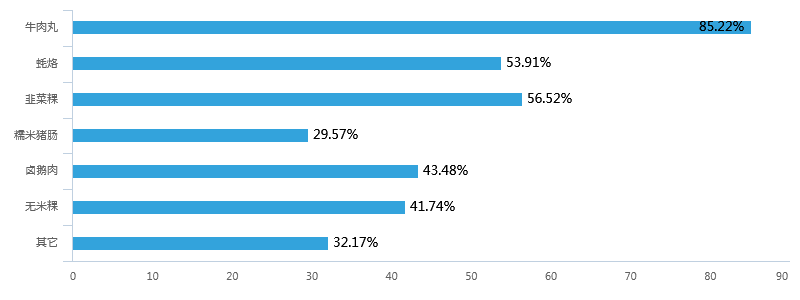 牛肉丸 85.22%
蚝烙 53.91%
韭菜粿 56.52%
糯米猪肠 29.57%
卤鹅肉 43.48%
无米粿 41.74%
其它 32.17%
0 10 20 30 40 50 60 70 80 90